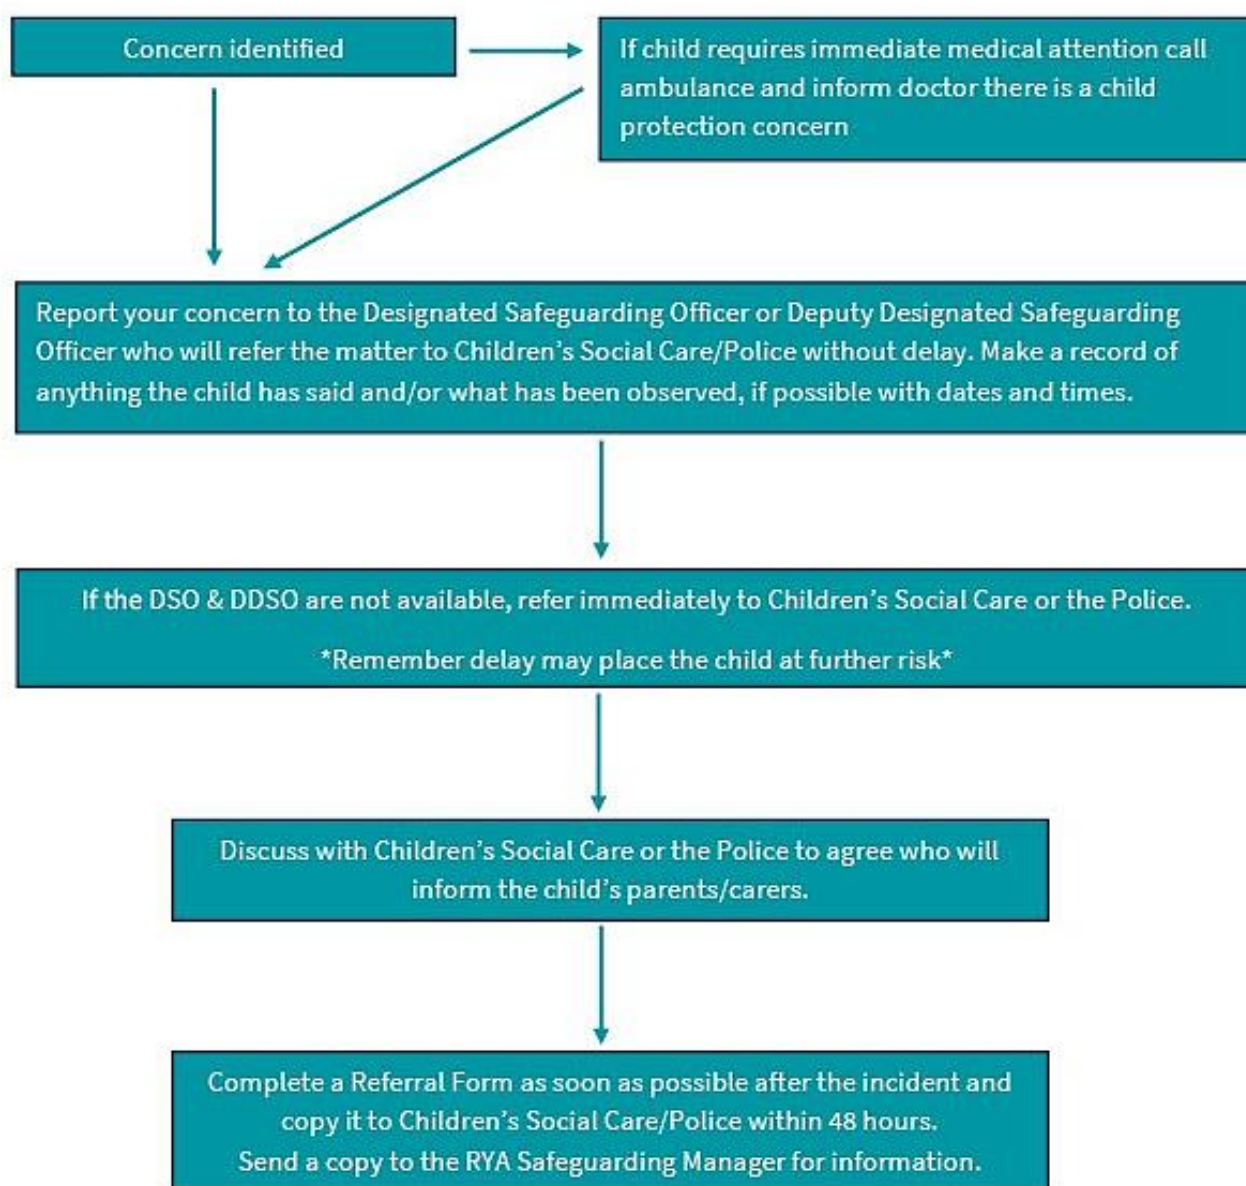 Concern identified
If child requires immediate medical attention call
ambulance and inform doctor there is a child
protection concern
Report your concern to the Designated Safeguarding Officer or Deputy Designated Safeguarding
Officer who will refer the matter to Children’s Social Care/Police without delay. Make a record of
anything the child has said and/or what has been observed, if possible with dates and times.
If the DSO & DDSO are not available, refer immediately to Children’s Social Care or the Police.
*Remember delay may place the child at further risk*
Discuss with Children’s Social Care or the Police to agree who will
inform the child’s parents/carers.
Complete a Referral Form as soon as possible after the incident and
copy it to Children’s Social Care/Police within 48 hours.
Send a copy to the RYA Safeguarding Manager for information.